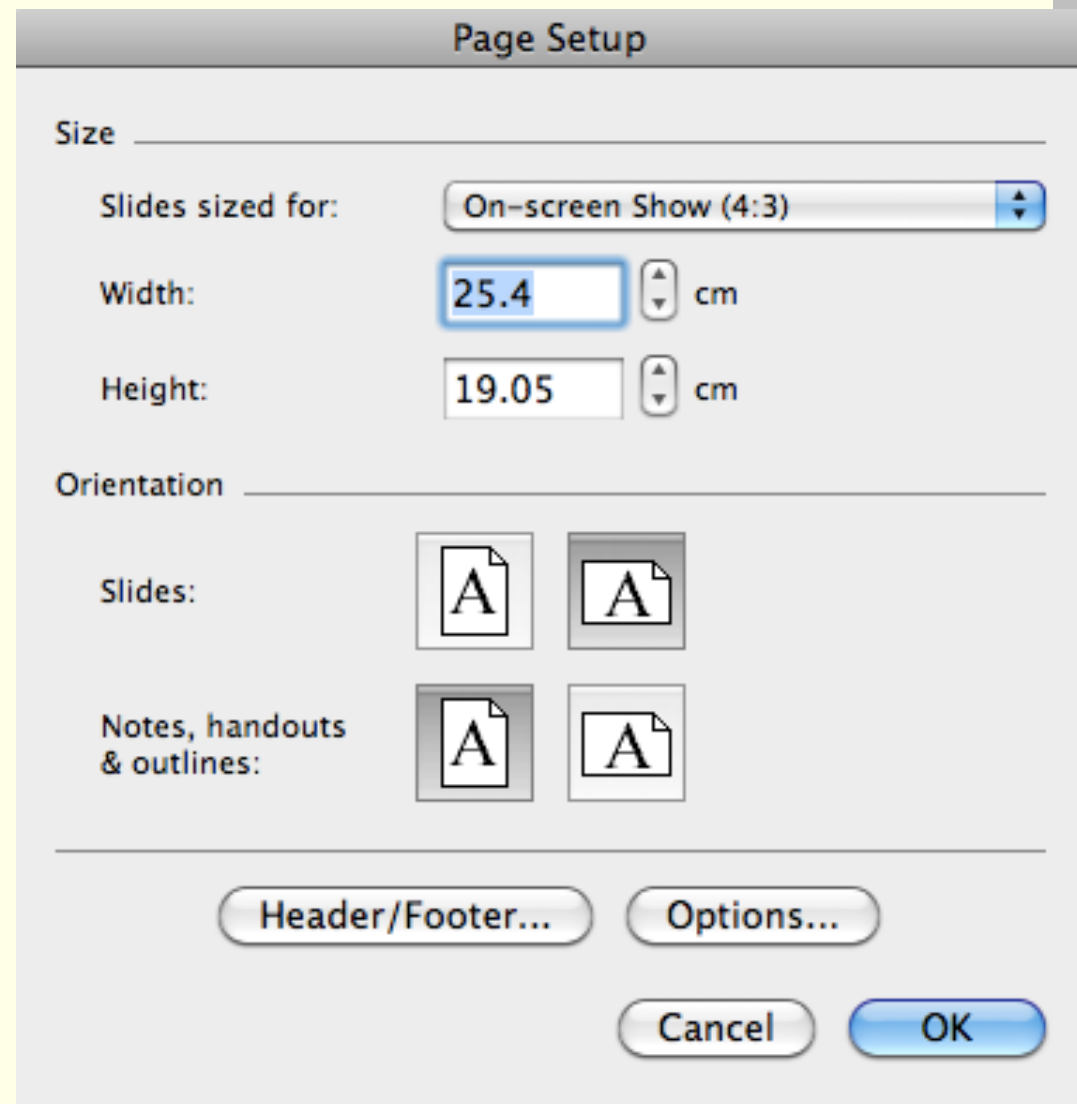 Page Setup
Size
Slides sized for: On-screen Show (4:3)
Width: 25.4 cm
Height: 19.05 cm
Orientation
Slides: A A
Notes, handouts
& outlines: A A
Header/Footer... Options...
Cancel OK